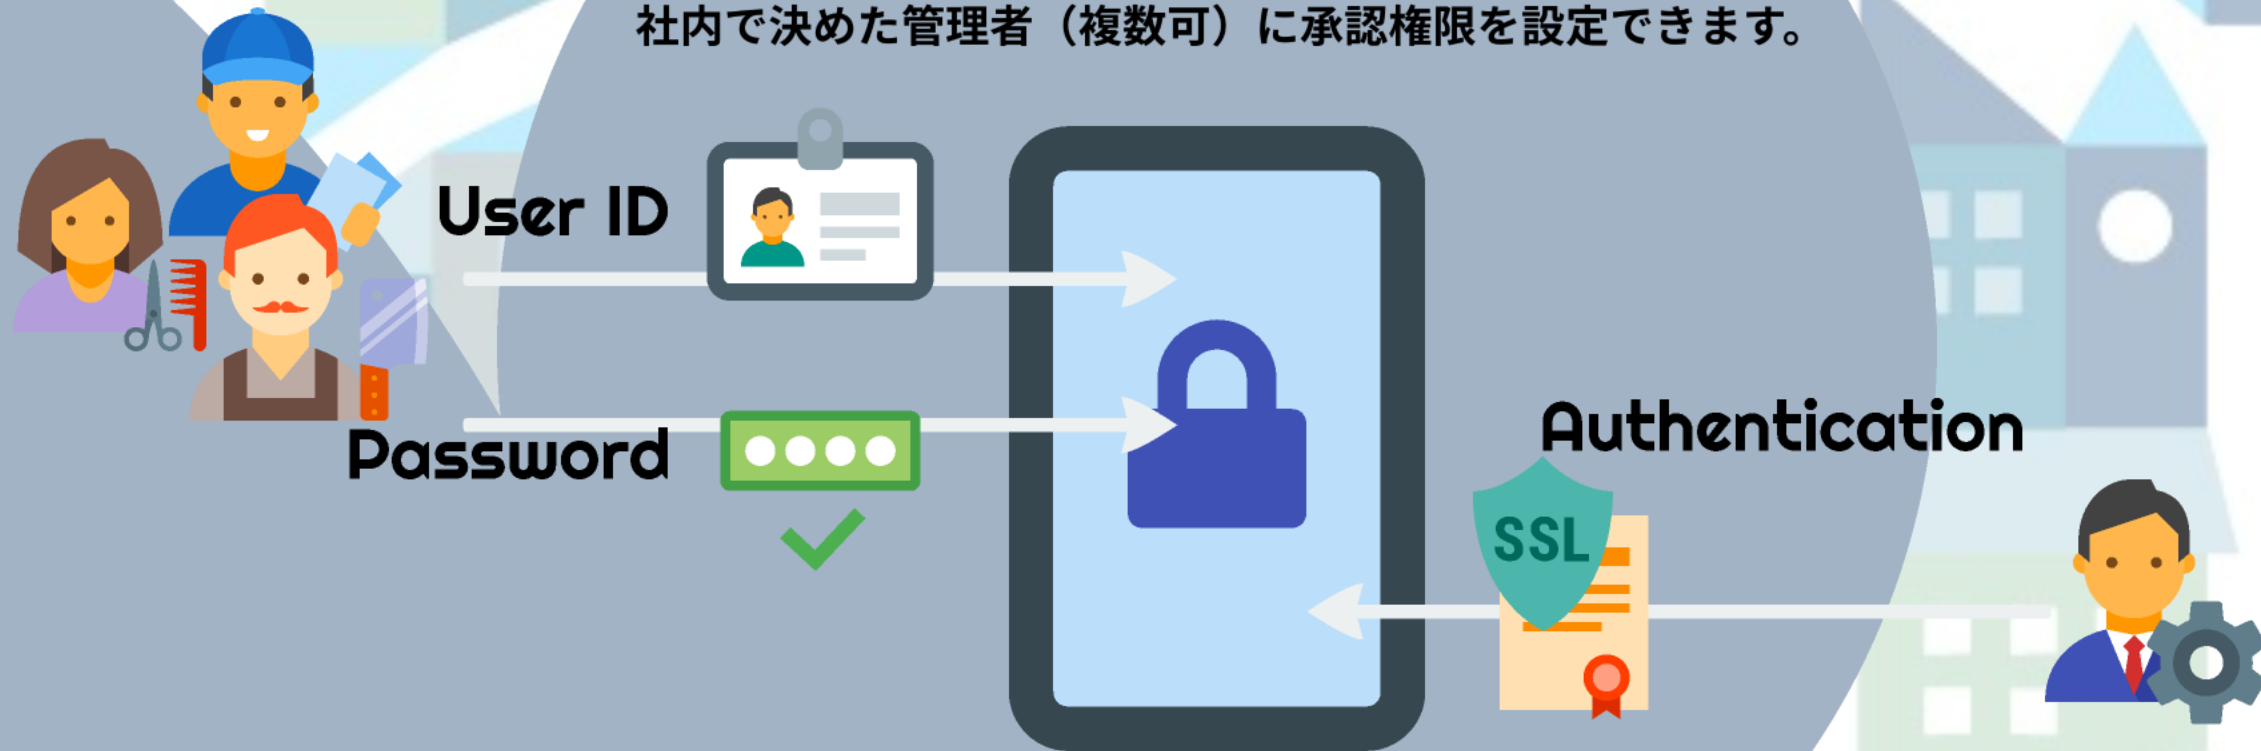 社内で決めた管理者（複数可）に承認権限を設定できます。
User ID
Password
Authentication
SSL